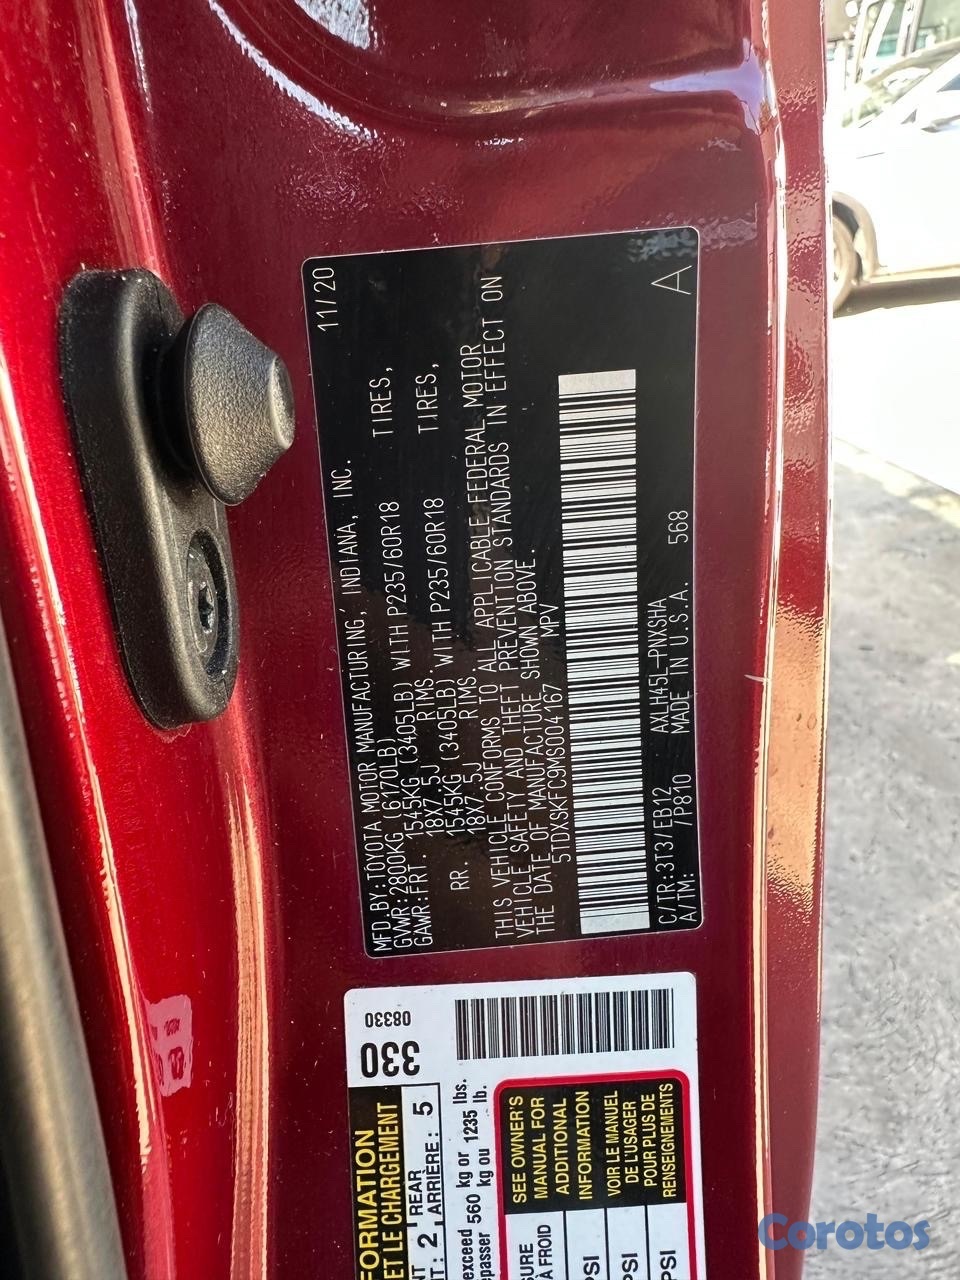 MFD.BY:TOYOTA MOTOR MANUFACTURING, INDIANA, INC. 11/20
GVWR:2800KG (6170LB)
GAWR:FRT. 1545KG (3405LB) WITH P235/60R18 TIRES,
18X7.5J RIMS.
RR. 1545KG (3405LB) WITH P235/60R18 TIRES,
18X7.5J RIMS.
THIS VEHICLE CONFORMS TO ALL APPLICABLE FEDERAL MOTOR
VEHICLE SAFETY AND THEFT PREVENTION STANDARDS IN EFFECT ON
THE DATE OF MANUFACTURE SHOWN ABOVE.
5TDXSKFC9MS004167 MPV
C/TR:3T3/EB12 AXLH45L-PNXSHA
A/TM: /P810 MADE IN U.S.A. 568
A
330
08330
ET LE CHARGEMENT
2 REAR
ARRIÈRE: 5
exceed 560 kg or 1235 lbs.
kg ou lb.
SEE OWNER'S
MANUAL FOR
ADDITIONAL
INFORMATION
VOIR LE MANUEL
DE L'USAGER
POUR PLUS DE
RENSEIGNEMENTS
À FROID
PSI
PSI
PSI
Corotos